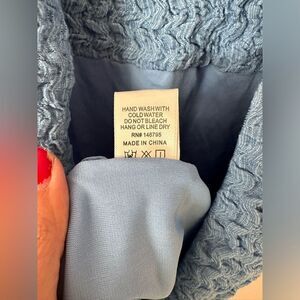 HAND WASH WITH
COLD WATER
DO NOT BLEACH
HANG OR LINE DRY
RN# 146795
MADE IN CHINA